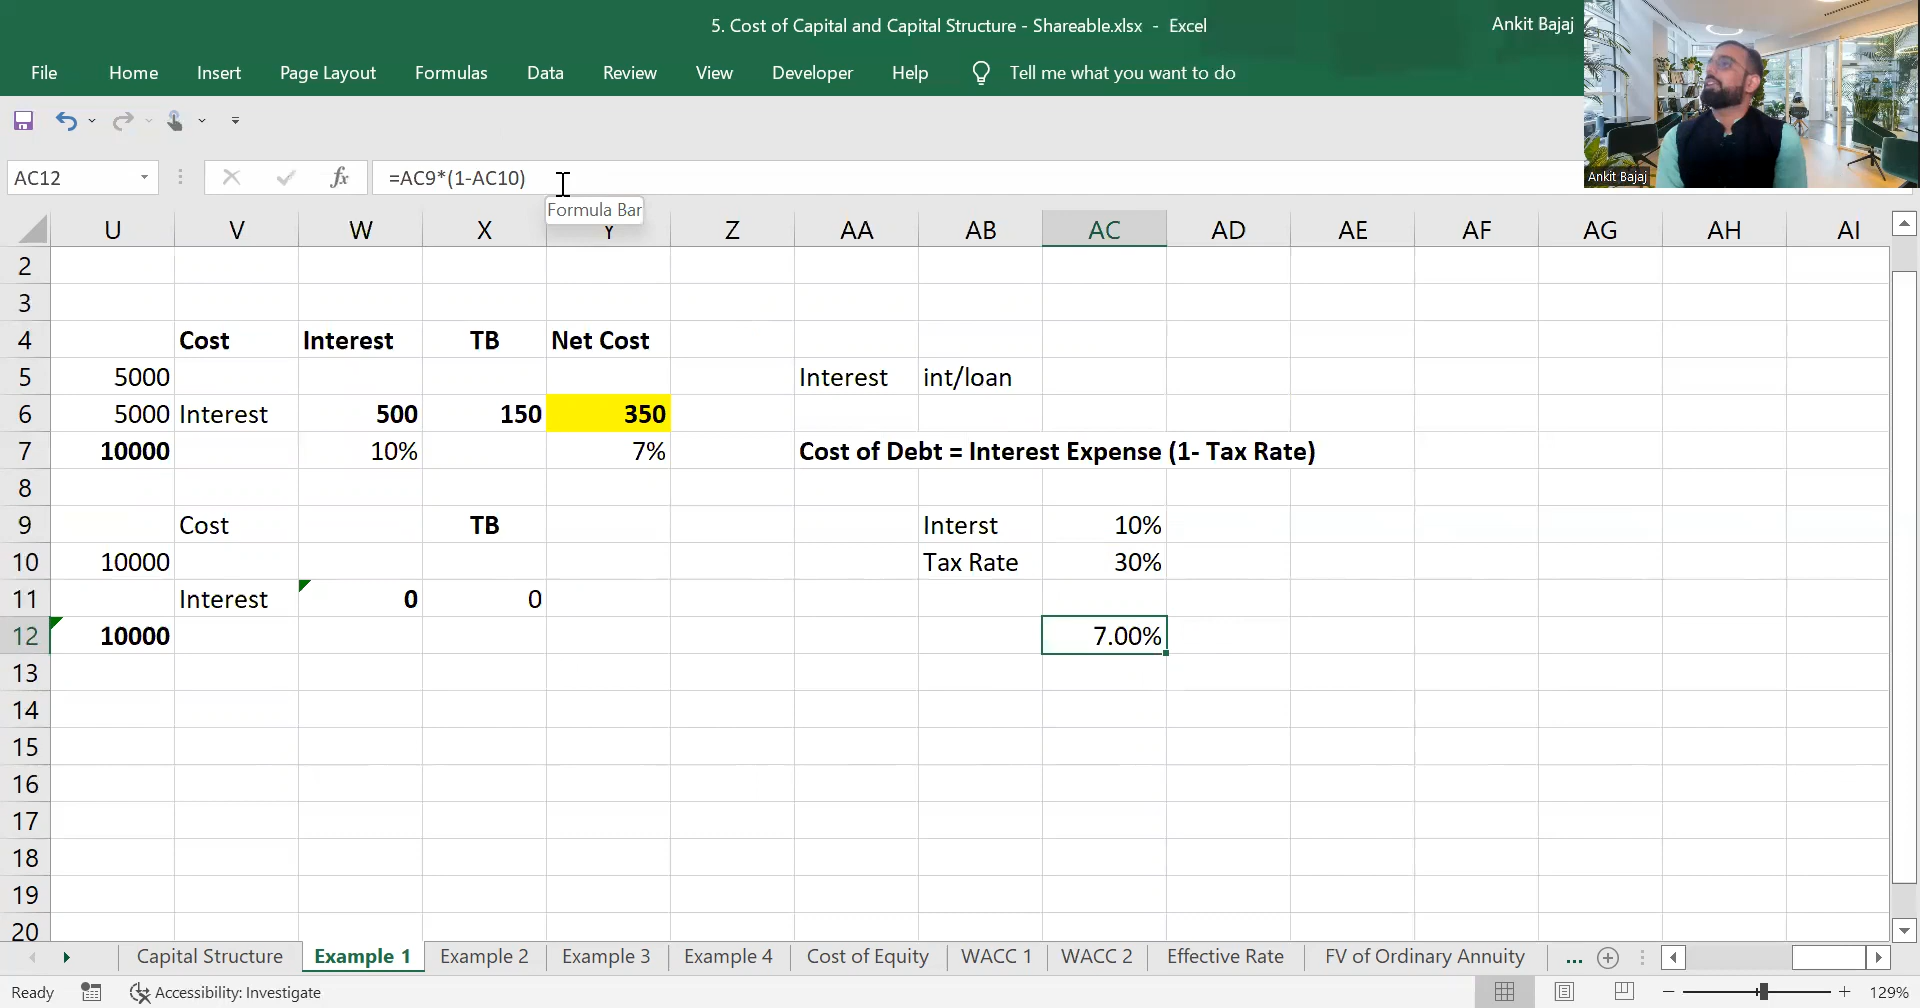 5. Cost of Capital and Capital Structure - Shareable.xlsx - Excel
Ankit Bajaj
File Home Insert Page Layout Formulas Data Review View Developer Help Tell me what you want to do
AC12 fx =AC9*(1-AC10)
Ankit Bajaj
Formula Bar
U V W X Y Z AA AB AC AD AE AF AG AH AI
2
3
4 Cost Interest TB Net Cost
5 5000 Interest int/loan
6 5000 Interest 500 150 350
7 10000 10% 7% Cost of Debt = Interest Expense (1- Tax Rate)
8
9 Cost TB Interst 10%
10 10000 Tax Rate 30%
11 Interest 0 0
12 10000 7.00%
13
14
15
16
17
18
19
20
Capital Structure Example 1 Example 2 Example 3 Example 4 Cost of Equity WACC 1 WACC 2 Effective Rate FV of Ordinary Annuity ...
Ready Accessibility: Investigate 129%